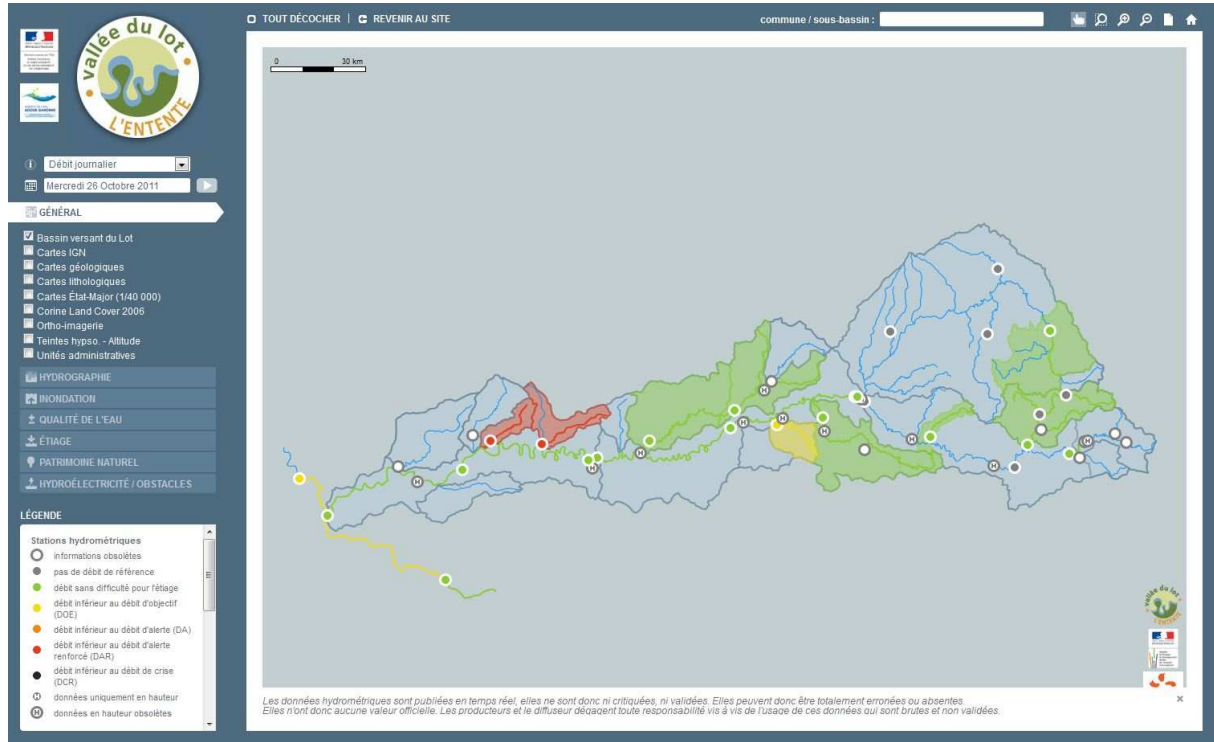 TOUT DÉCOCHER | REVENIR AU SITE
commune / sous-bassin :
vallée du lot
L'ENTENTE
Débit journalier
Mercredi 26 Octobre 2011
GÉNÉRAL
Bassin versant du Lot
Cartes IGN
Cartes géologiques
Cartes lithologiques
Cartes État-Major (1/40 000)
Corine Land Cover 2006
Ortho-imagerie
Teintes hypso. - Altitude
Unités administratives
HYDROGRAPHIE
INONDATION
QUALITÉ DE L'EAU
ÉTIAGE
PATRIMOINE NATUREL
HYDROÉLECTRICITÉ / OBSTACLES
LÉGENDE
Stations hydrométriques
informations obsolètes
pas de débit de référence
débit sans difficulté pour l'étiage
débit inférieur au débit d'objectif
(DOE)
débit inférieur au débit d'alerte (DA)
débit inférieur au débit d'alerte
renforcé (DAR)
débit inférieur au débit de crise
(DCR)
H données uniquement en hauteur
H données en hauteur obsolètes
0 30 km
H
H
H
H
H
H
H
H
H
vallée du lot
L'ENTENTE
Les données hydrométriques sont publiées en temps réel, elles ne sont donc ni critiquées, ni validées. Elles peuvent donc être totalement erronées ou absentes.
Elles n'ont donc aucune valeur officielle. Les producteurs et le diffuseur dégagent toute responsabilité vis à vis de l'usage de ces données qui sont brutes et non validées.